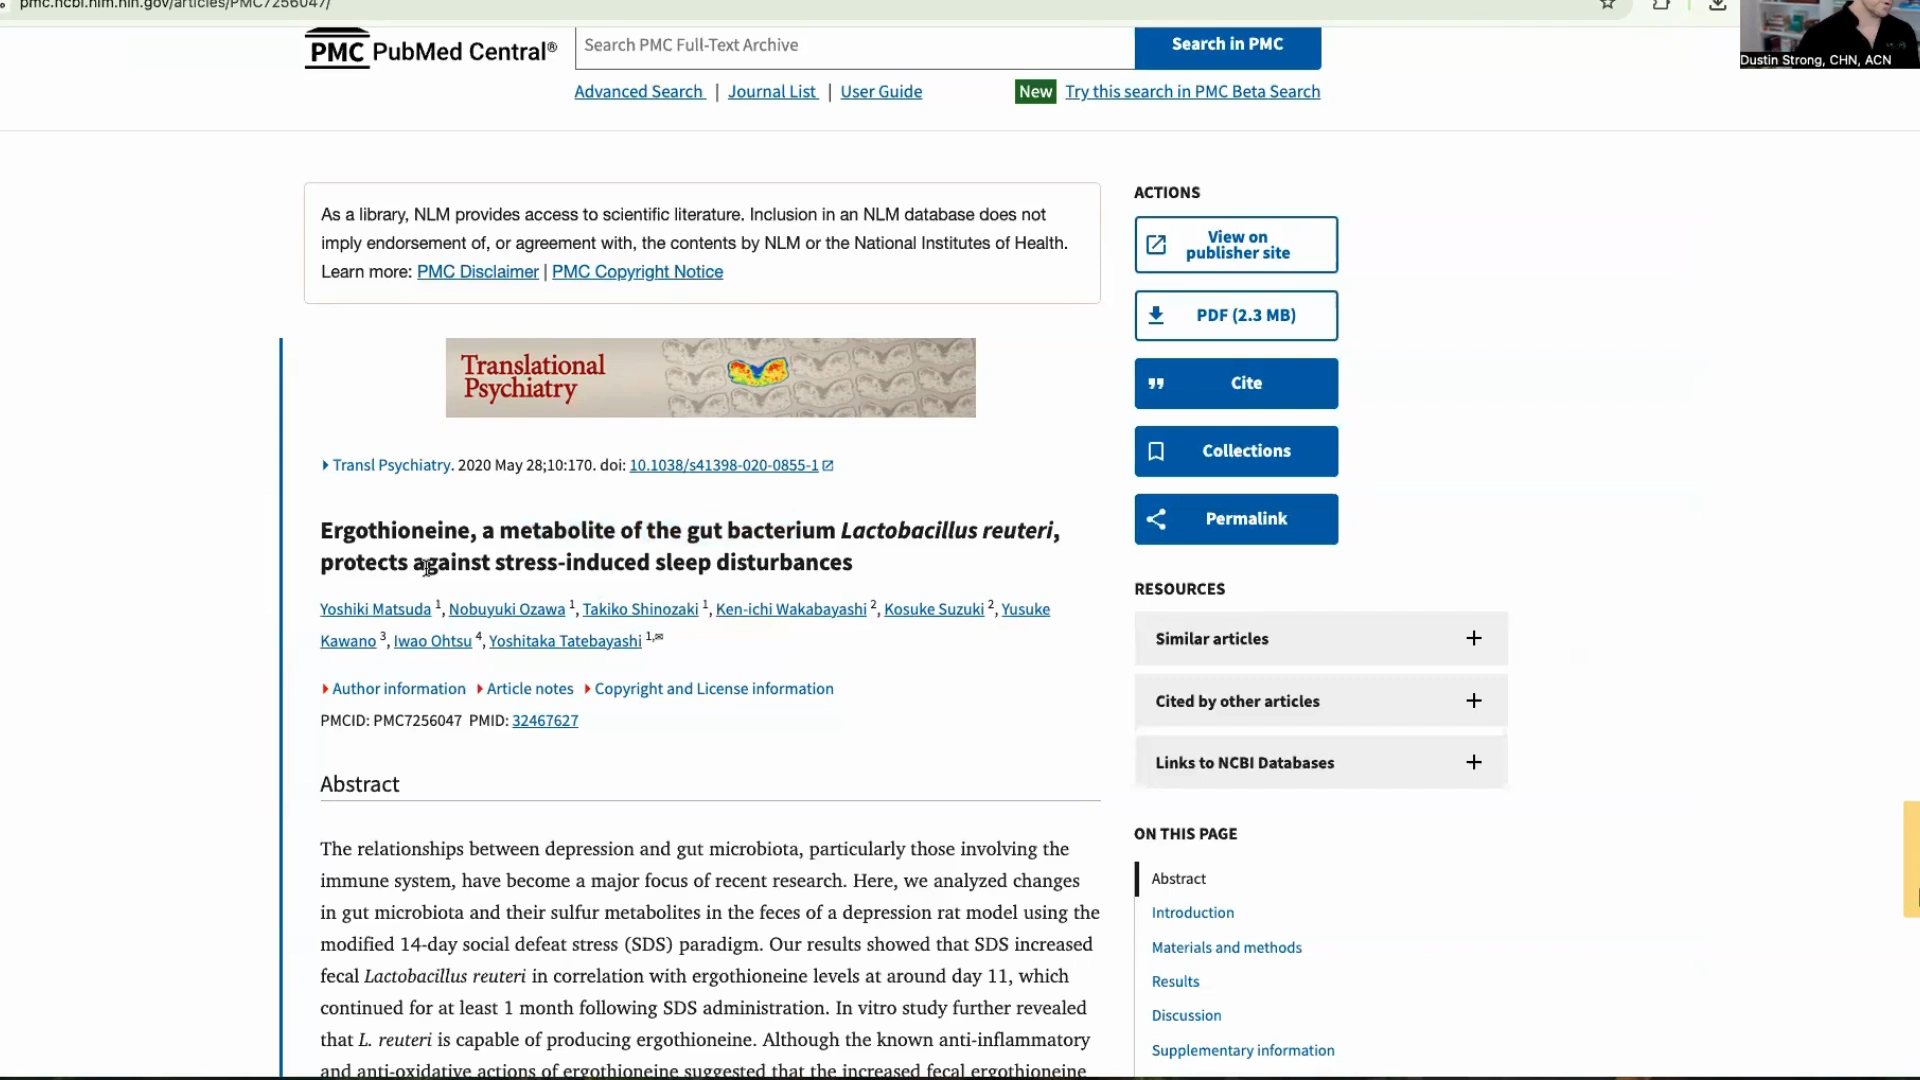 pmc.ncbi.nlm.nih.gov/articles/PMC7256047/
Dustin Strong, CHN, ACN
PMC PubMed Central®
Search PMC Full-Text Archive
Search in PMC
Advanced Search | Journal List | User Guide
New Try this search in PMC Beta Search
As a library, NLM provides access to scientific literature. Inclusion in an NLM database does not
imply endorsement of, or agreement with, the contents by NLM or the National Institutes of Health.
Learn more: PMC Disclaimer | PMC Copyright Notice
Translational
Psychiatry
Transl Psychiatry. 2020 May 28;10:170. doi: 10.1038/s41398-020-0855-1
Ergothioneine, a metabolite of the gut bacterium Lactobacillus reuteri,
protects against stress-induced sleep disturbances
Yoshiki Matsuda 1, Nobuyuki Ozawa 1, Takiko Shinozaki 1, Ken-ichi Wakabayashi 2, Kosuke Suzuki 2, Yusuke
Kawano 3, Iwao Ohtsu 4, Yoshitaka Tatebayashi 1,✉
Author information Article notes Copyright and License information
PMCID: PMC7256047 PMID: 32467627
Abstract
The relationships between depression and gut microbiota, particularly those involving the
immune system, have become a major focus of recent research. Here, we analyzed changes
in gut microbiota and their sulfur metabolites in the feces of a depression rat model using the
modified 14-day social defeat stress (SDS) paradigm. Our results showed that SDS increased
fecal Lactobacillus reuteri in correlation with ergothioneine levels at around day 11, which
continued for at least 1 month following SDS administration. In vitro study further revealed
that L. reuteri is capable of producing ergothioneine. Although the known anti-inflammatory
and anti-oxidative actions of ergothioneine suggested that the increased fecal ergothioneine
ACTIONS
View on
publisher site
PDF (2.3 MB)
Cite
Collections
Permalink
RESOURCES
Similar articles
Cited by other articles
Links to NCBI Databases
ON THIS PAGE
Abstract
Introduction
Materials and methods
Results
Discussion
Supplementary information